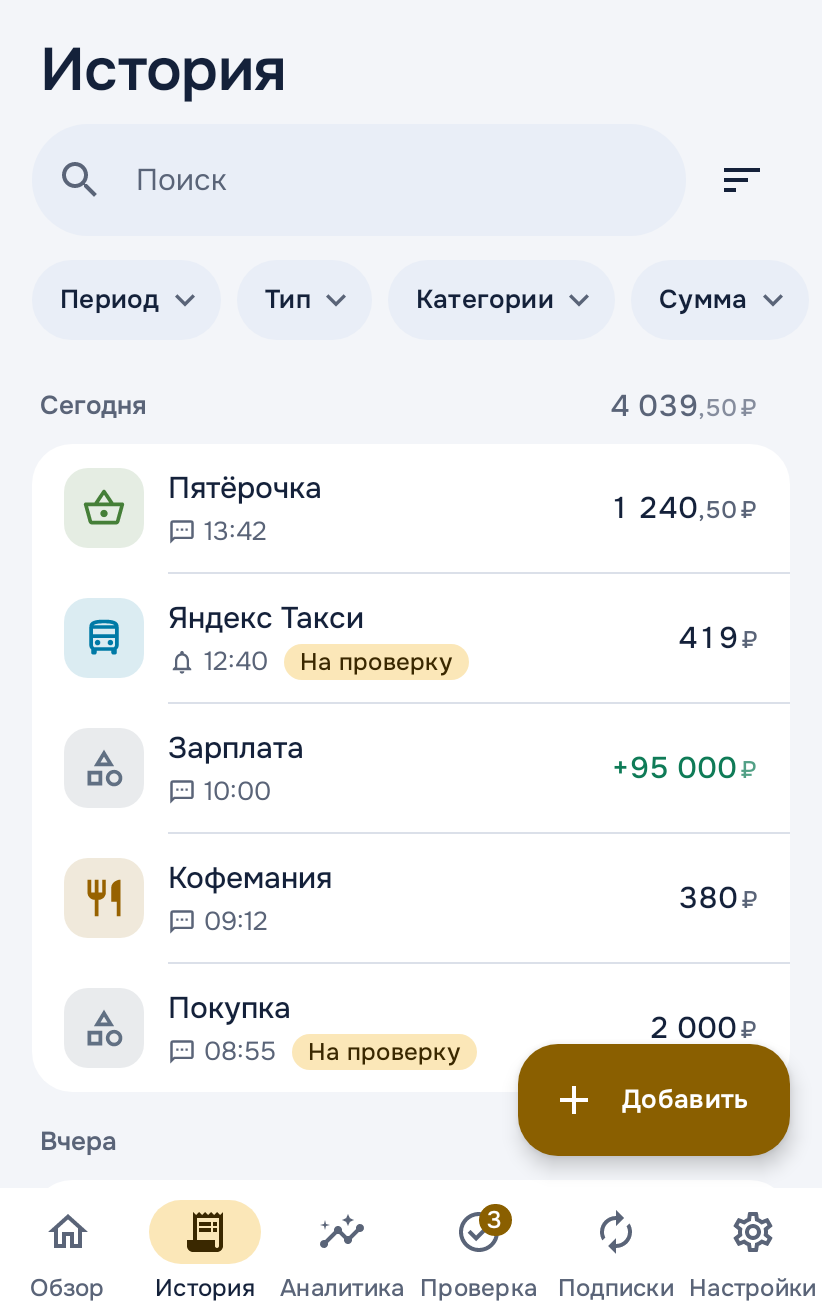 История
Поиск
Период Тип Категории Сумма
Сегодня 4 039,50 ₽
Пятёрочка
1 240,50 ₽
13:42
Яндекс Такси
419 ₽
12:40 На проверку
Зарплата
+95 000 ₽
10:00
Кофемания
380 ₽
09:12
Покупка
2 000 ₽
08:55 На проверку
Добавить
Вчера
3
Обзор История Аналитика Проверка Подписки Настройки